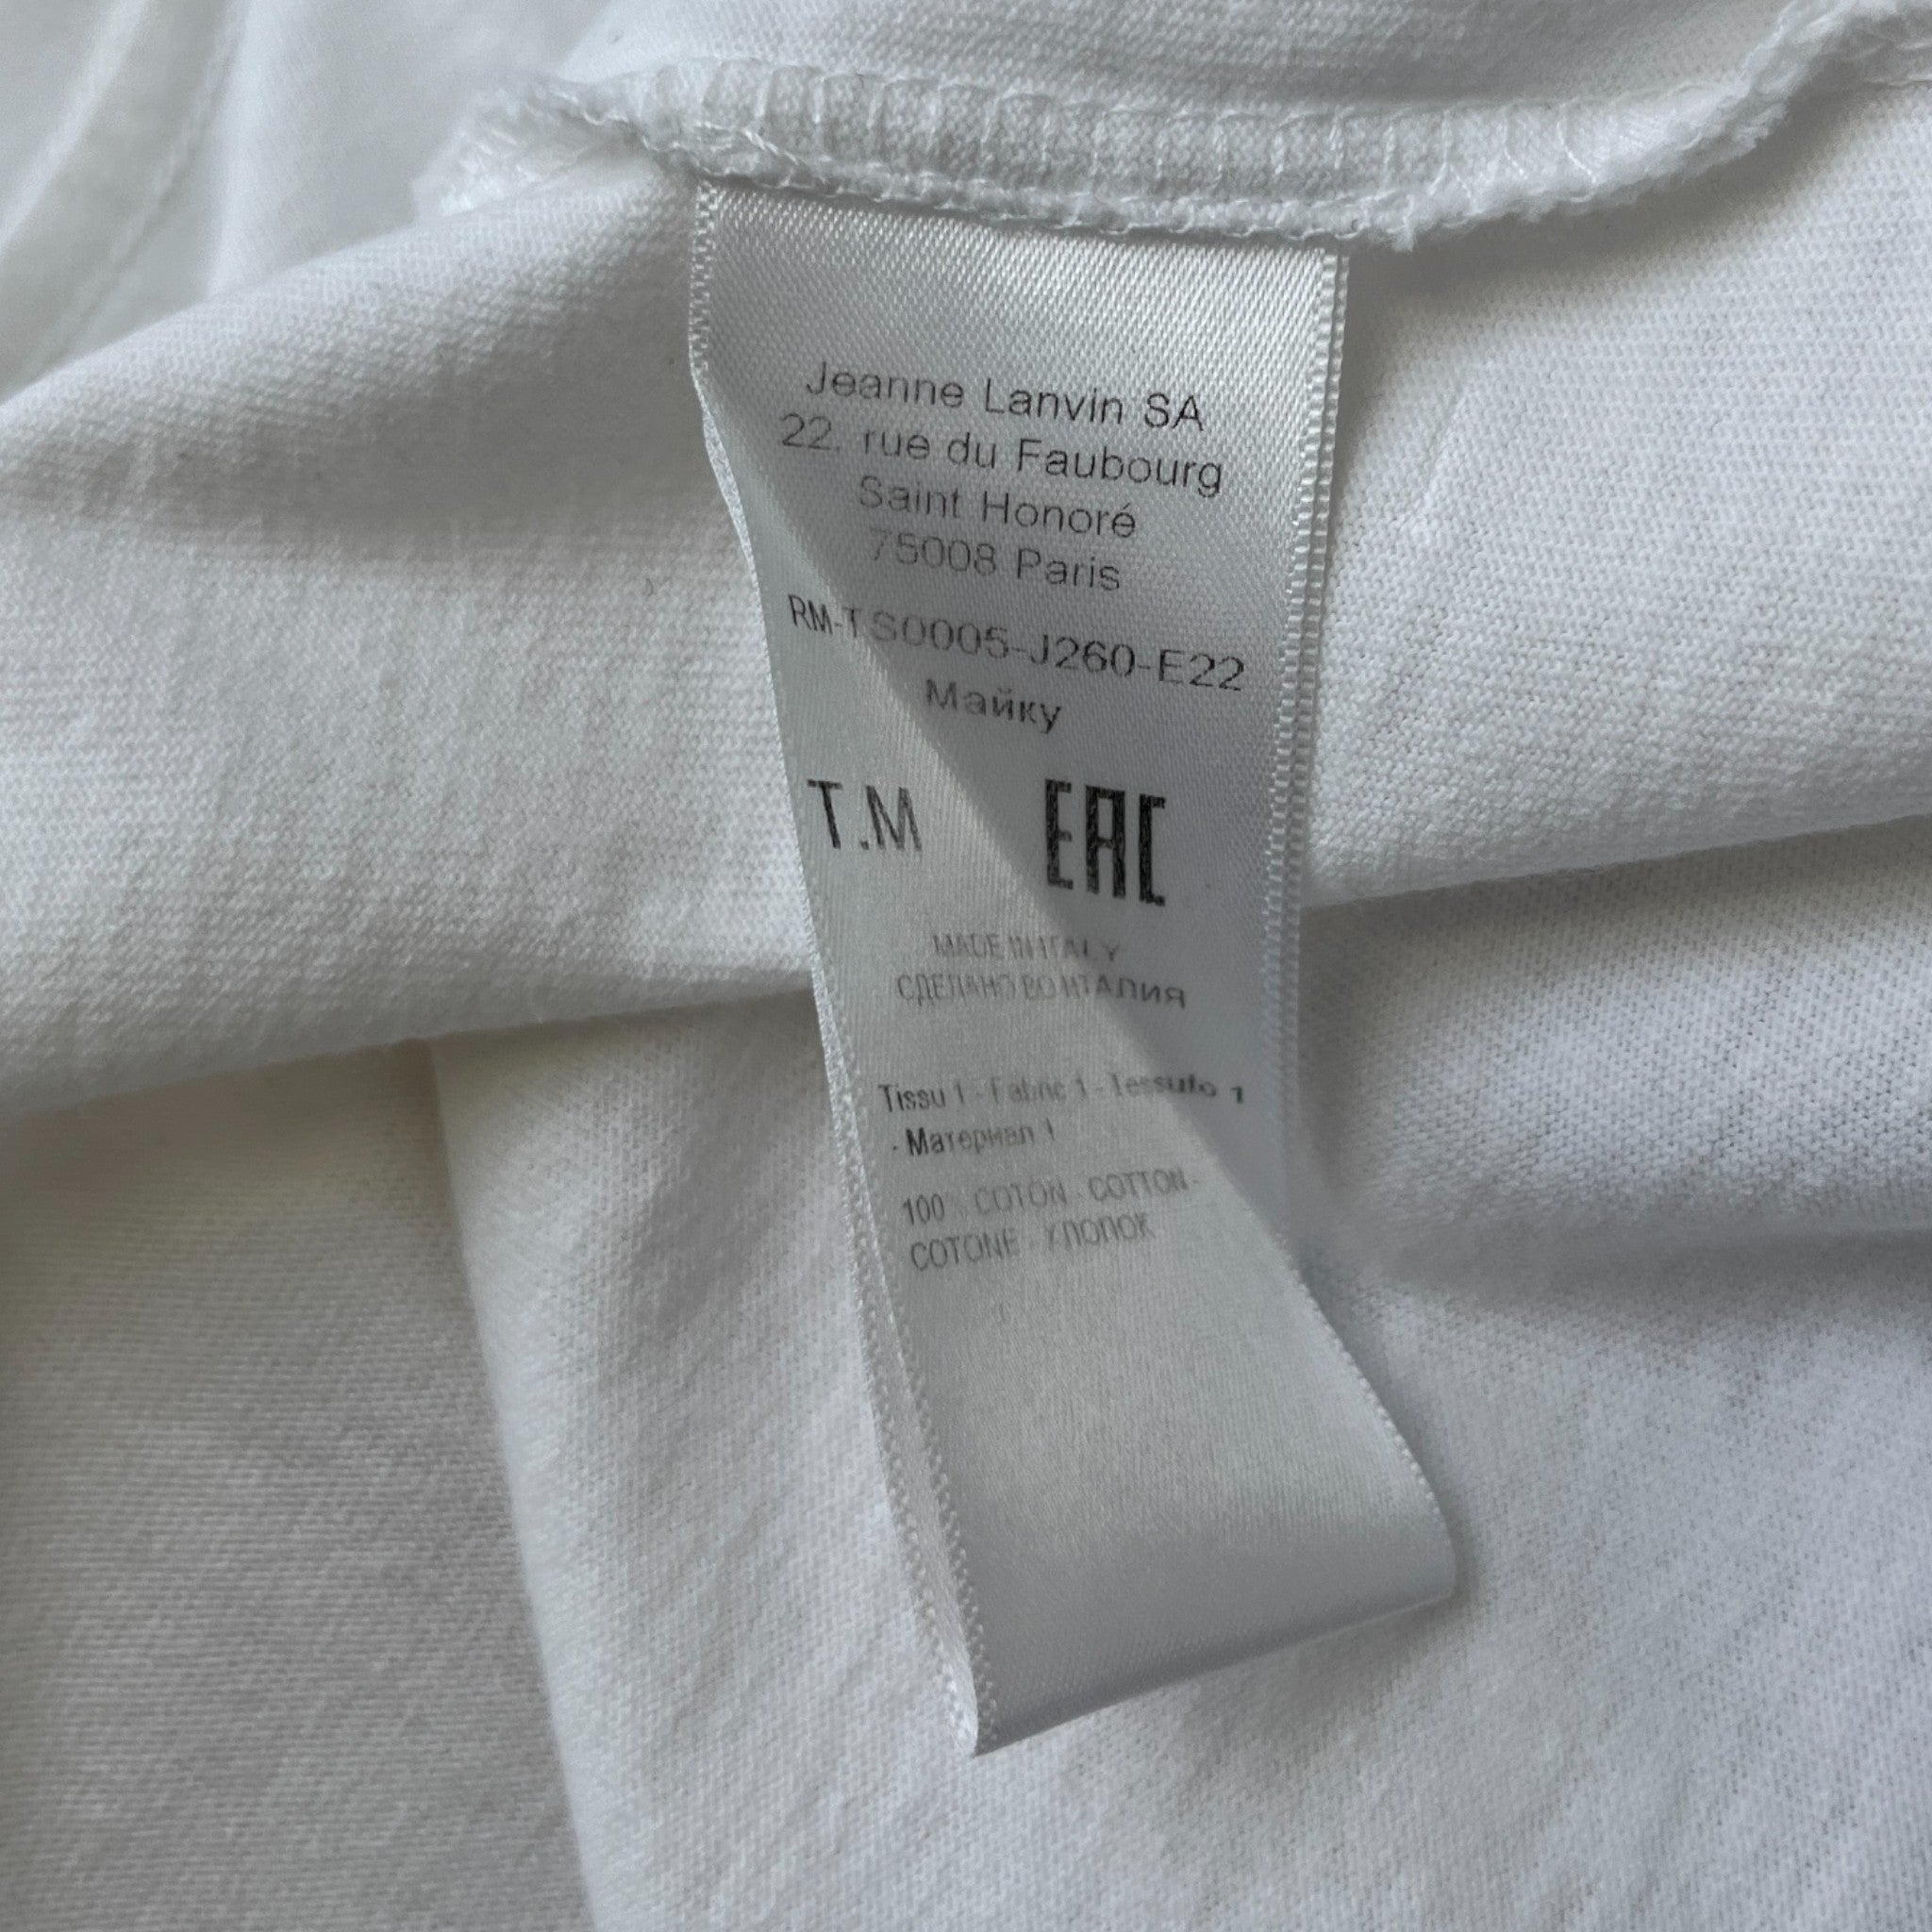 Jeanne Lanvin SA
22, rue du Faubourg
Saint Honoré
75008 Paris
RM-TS0005-J260-E22
Майку
T.M EAC
MADE IN ITALY
СДЕЛАНО ВО ИТАЛИЯ
Tissu 1 - Fabric 1 - Tessuto 1
- Материал 1
100% COTON - COTTON -
COTONE - ХЛОПОК